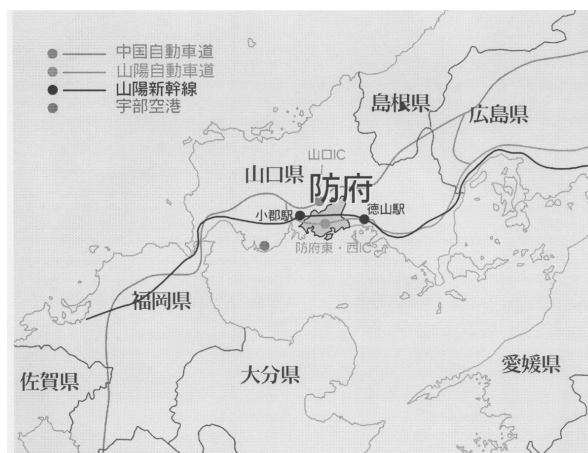 中国自動車道
山陽自動車道
山陽新幹線
宇部空港
島根県
広島県
山口IC
山口県
防府
小郡駅
徳山駅
防府東・西IC
福岡県
佐賀県
大分県
愛媛県